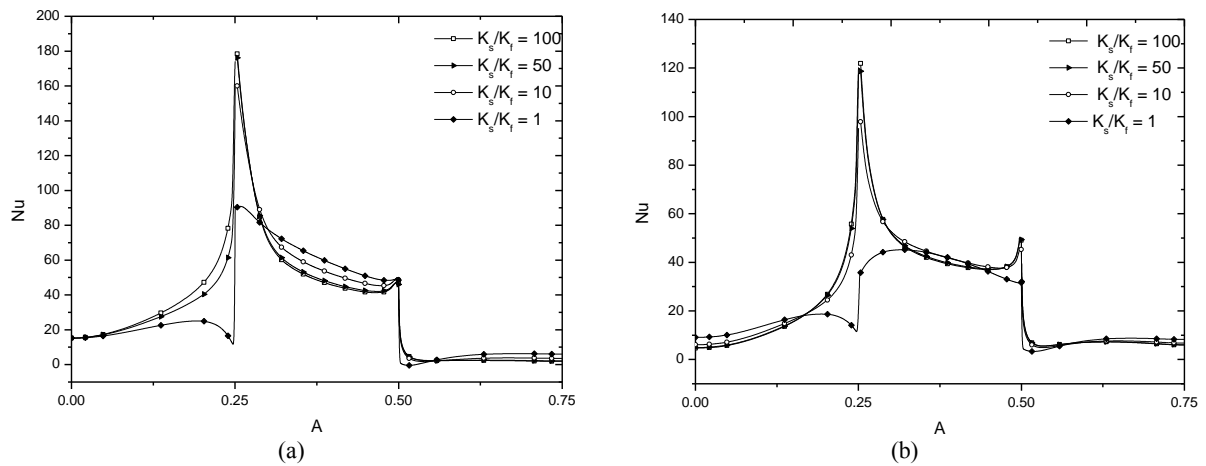 200
180
160
140
120
100
80
60
40
20
0
Nu
0.00
0.25
0.50
0.75
A
K_s/K_f = 100
K_s/K_f = 50
K_s/K_f = 10
K_s/K_f = 1
(a)
140
120
100
80
60
40
20
0
Nu
0.00
0.25
0.50
0.75
A
K_s/K_f = 100
K_s/K_f = 50
K_s/K_f = 10
K_s/K_f = 1
(b)